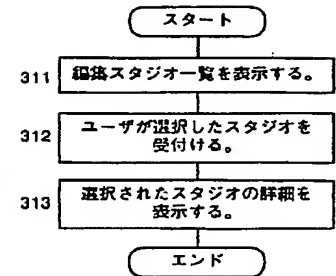 スタート
311 編集スタジオ一覧を表示する。
312 ユーザが選択したスタジオを
受付ける。
313 選択されたスタジオの詳細を
表示する。
エンド